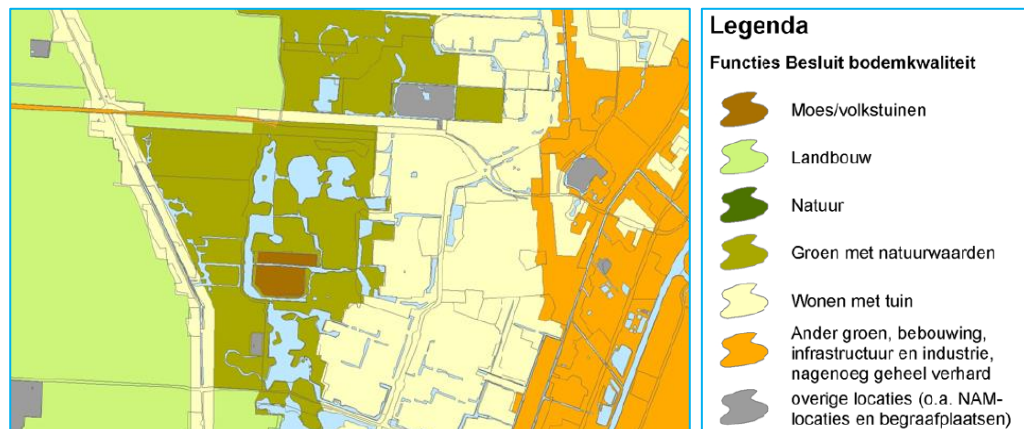 Legenda
Functies Besluit bodemkwaliteit
Moes/volkstuinen
Landbouw
Natuur
Groen met natuurwaarden
Wonen met tuin
Ander groen, bebouwing,
infrastructuur en industrie,
nagenoeg geheel verhard
overige locaties (o.a. NAM-
locaties en begraafplaatsen)